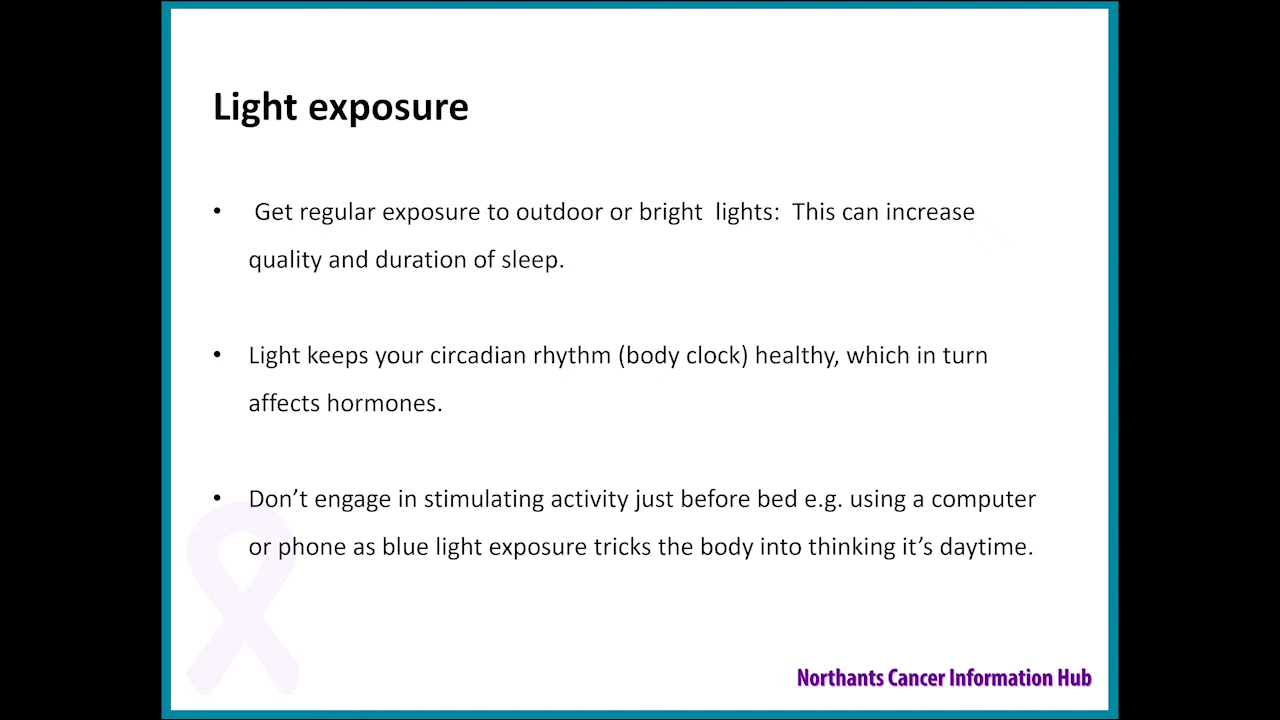 Light exposure
• Get regular exposure to outdoor or bright lights: This can increase
quality and duration of sleep.
• Light keeps your circadian rhythm (body clock) healthy, which in turn
affects hormones.
• Don’t engage in stimulating activity just before bed e.g. using a computer
or phone as blue light exposure tricks the body into thinking it’s daytime.
Northants Cancer Information Hub